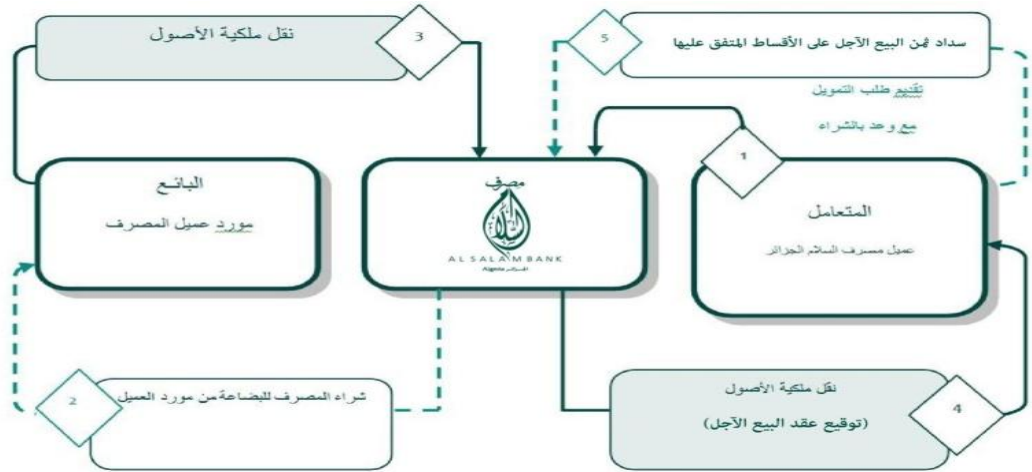 نقل ملكية الأصول
3
5
سداد ثمن البيع الآجل على الأقساط المتفق عليها
تقديم طلب التمويل
مع وعد بالشراء
1
البائع
مورد عميل المصرف
مصرف
السلام
AL SALAM BANK
Algeria الجزائر
المتعامل
عميل مصرف السلام الجزائر
2
شراء المصرف للبضاعة من مورد العميل
نقل ملكية الأصول
(توقيع عقد البيع الآجل)
4